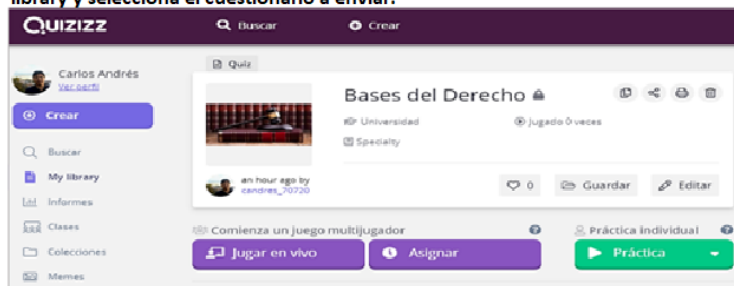 library y selecciona el cuestionario a enviar.
QUIZIZZ
Buscar
Crear
Carlos Andrés
Ver perfil
Crear
Buscar
My library
Informes
Clases
Colecciones
Memes
Quiz
Bases del Derecho
Universidad
Jugado 0 veces
Specialty
an hour ago by
candres_70720
0
Guardar
Editar
Comienza un juego multijugador
Práctica individual
Jugar en vivo
Asignar
Práctica